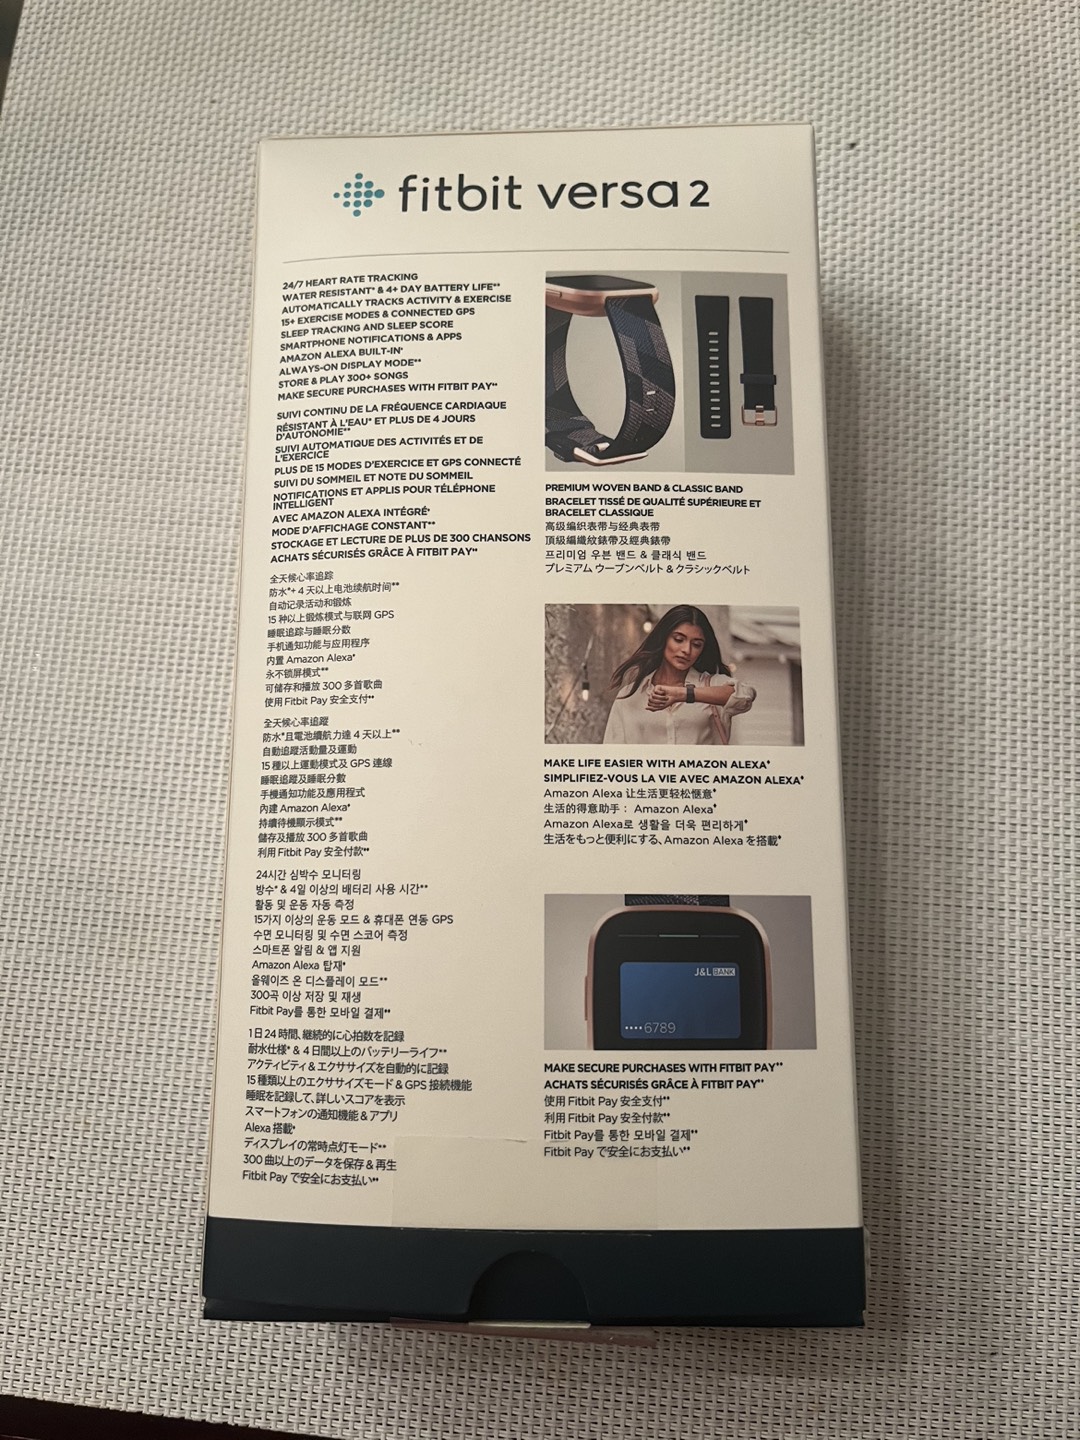 fitbit versa 2
24/7 HEART RATE TRACKING
WATER RESISTANT* & 4+ DAY BATTERY LIFE**
AUTOMATICALLY TRACKS ACTIVITY & EXERCISE
15+ EXERCISE MODES & CONNECTED GPS
SLEEP TRACKING AND SLEEP SCORE
SMARTPHONE NOTIFICATIONS & APPS
AMAZON ALEXA BUILT-IN♦
ALWAYS-ON DISPLAY MODE**
STORE & PLAY 300+ SONGS
MAKE SECURE PURCHASES WITH FITBIT PAY♦♦
SUIVI CONTINU DE LA FRÉQUENCE CARDIAQUE
RÉSISTANT À L'EAU* ET PLUS DE 4 JOURS
D'AUTONOMIE**
SUIVI AUTOMATIQUE DES ACTIVITÉS ET DE
L'EXERCICE
PLUS DE 15 MODES D'EXERCICE ET GPS CONNECTÉ
SUIVI DU SOMMEIL ET NOTE DU SOMMEIL
NOTIFICATIONS ET APPLIS POUR TÉLÉPHONE
INTELLIGENT
AVEC AMAZON ALEXA INTÉGRÉ♦
MODE D'AFFICHAGE CONSTANT**
STOCKAGE ET LECTURE DE PLUS DE 300 CHANSONS
ACHATS SÉCURISÉS GRÂCE À FITBIT PAY♦♦
全天候心率追踪
防水*+ 4 天以上电池续航时间**
自动记录活动和锻炼
15 种以上锻炼模式与联网 GPS
睡眠追踪与睡眠分数
手机通知功能与应用程序
内置 Amazon Alexa♦
永不锁屏模式**
可储存和播放 300 多首歌曲
使用 Fitbit Pay 安全支付♦♦
全天候心率追蹤
防水*且電池續航力達 4 天以上**
自動追蹤活動量及運動
15 種以上運動模式及 GPS 連線
睡眠追蹤及睡眠分數
手機通知功能及應用程式
內建 Amazon Alexa♦
持續待機顯示模式**
儲存及播放 300 多首歌曲
利用 Fitbit Pay 安全付款♦♦
24시간 심박수 모니터링
방수* & 4일 이상의 배터리 사용 시간**
활동 및 운동 자동 측정
15가지 이상의 운동 모드 & 휴대폰 연동 GPS
수면 모니터링 및 수면 스코어 측정
스마트폰 알림 & 앱 지원
Amazon Alexa 탑재♦
올웨이즈 온 디스플레이 모드**
300곡 이상 저장 및 재생
Fitbit Pay를 통한 모바일 결제♦♦
1日24時間、継続的に心拍数を記録
耐水仕様* & 4 日間以上のバッテリーライフ**
アクティビティ & エクササイズを自動的に記録
15 種類以上のエクササイズモード & GPS 接続機能
睡眠を記録して、詳しいスコアを表示
スマートフォンの通知機能 & アプリ
Alexa 搭載♦
ディスプレイの常時点灯モード**
300 曲以上のデータを保存 & 再生
Fitbit Pay で安全にお支払い♦♦
PREMIUM WOVEN BAND & CLASSIC BAND
BRACELET TISSÉ DE QUALITÉ SUPÉRIEURE ET
BRACELET CLASSIQUE
高级编织表带与经典表带
頂級編織紋錶帶及經典錶帶
프리미엄 우븐 밴드 & 클래식 밴드
プレミアム ウーブンベルト & クラシックベルト
MAKE LIFE EASIER WITH AMAZON ALEXA♦
SIMPLIFIEZ-VOUS LA VIE AVEC AMAZON ALEXA♦
Amazon Alexa 让生活更轻松惬意♦
生活的得意助手： Amazon Alexa♦
Amazon Alexa로 생활을 더욱 편리하게♦
生活をもっと便利にする、Amazon Alexa を搭載♦
J&L BANK
•••• 6789
MAKE SECURE PURCHASES WITH FITBIT PAY♦♦
ACHATS SÉCURISÉS GRÂCE À FITBIT PAY♦♦
使用 Fitbit Pay 安全支付♦♦
利用 Fitbit Pay 安全付款♦♦
Fitbit Pay를 통한 모바일 결제♦♦
Fitbit Pay で安全にお支払い♦♦